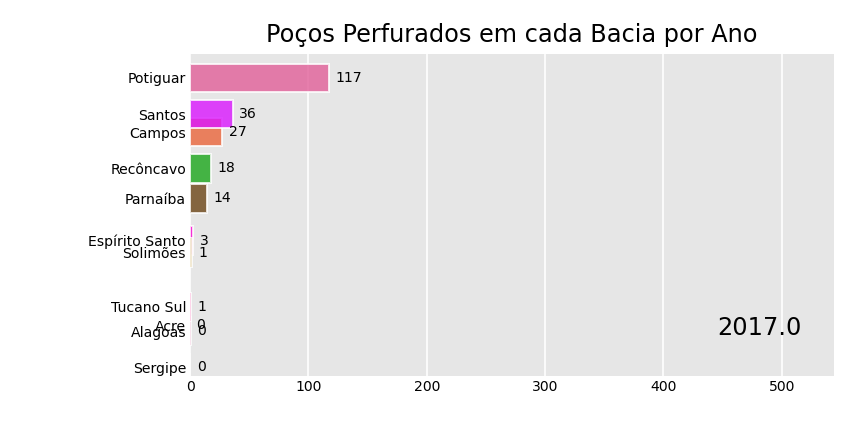 Poços Perfurados em cada Bacia por Ano
Potiguar 117
Santos 36
Campos 27
Recôncavo 18
Parnaíba 14
Espírito Santo 3
Solimões 1
Tucano Sul 1
Acre 0
Alagoas 0
2017.0
Sergipe 0
0 100 200 300 400 500